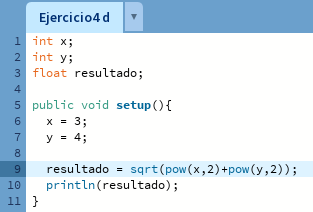 Ejercicio4d
1 int x;
2 int y;
3 float resultado;
4
5 public void setup(){
6 x = 3;
7 y = 4;
8
9 resultado = sqrt(pow(x,2)+pow(y,2));
10 println(resultado);
11 }